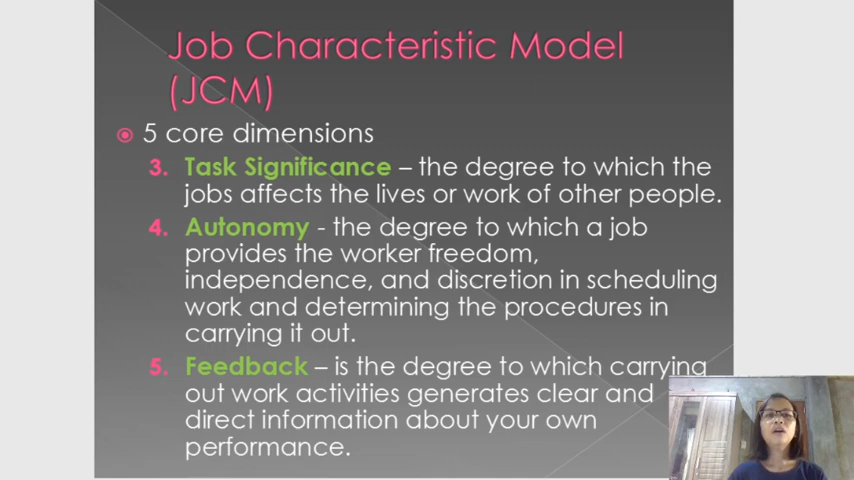 Job Characteristic Model
(JCM)
5 core dimensions
3. Task Significance – the degree to which the
jobs affects the lives or work of other people.
4. Autonomy - the degree to which a job
provides the worker freedom,
independence, and discretion in scheduling
work and determining the procedures in
carrying it out.
5. Feedback – is the degree to which carrying
out work activities generates clear and
direct information about your own
performance.